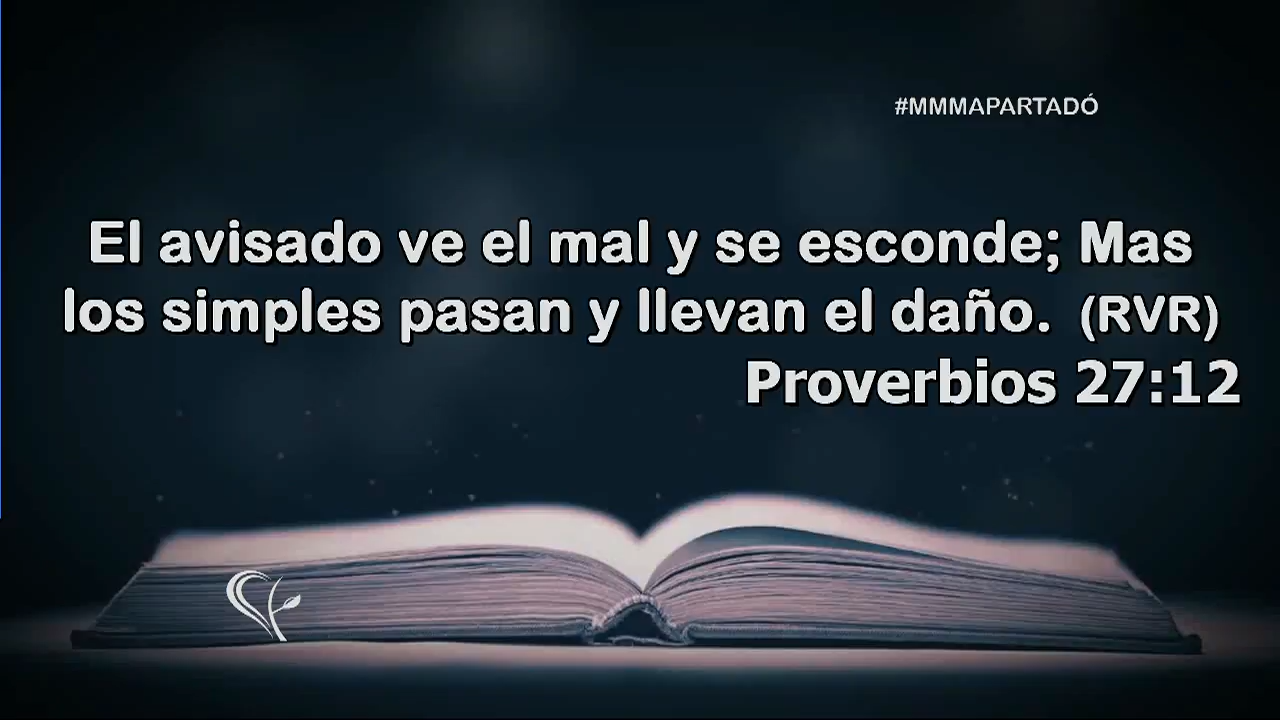 #MMMAPARTADÓ
El avisado ve el mal y se esconde; Mas
los simples pasan y llevan el daño. (RVR)
Proverbios 27:12